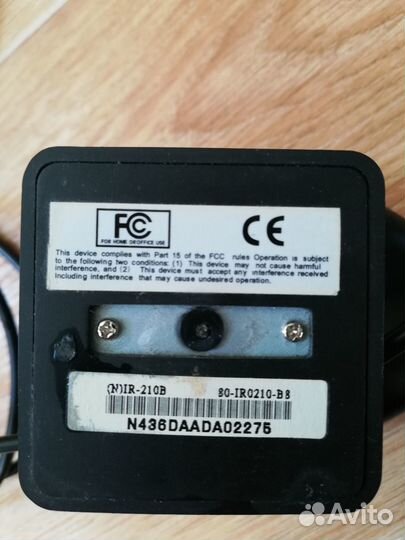 FC CE
FOR HOME OR OFFICE USE
This device complies with Part 15 of the FCC rules Operation is subject
to the following two conditions: (1) This device may not cause harmful
interference, and (2) This device must accept any interference received
Including interference that may cause undesired operation.
(N)IR-210B 80-IR0210-B8
N436DAADA02275
Avito